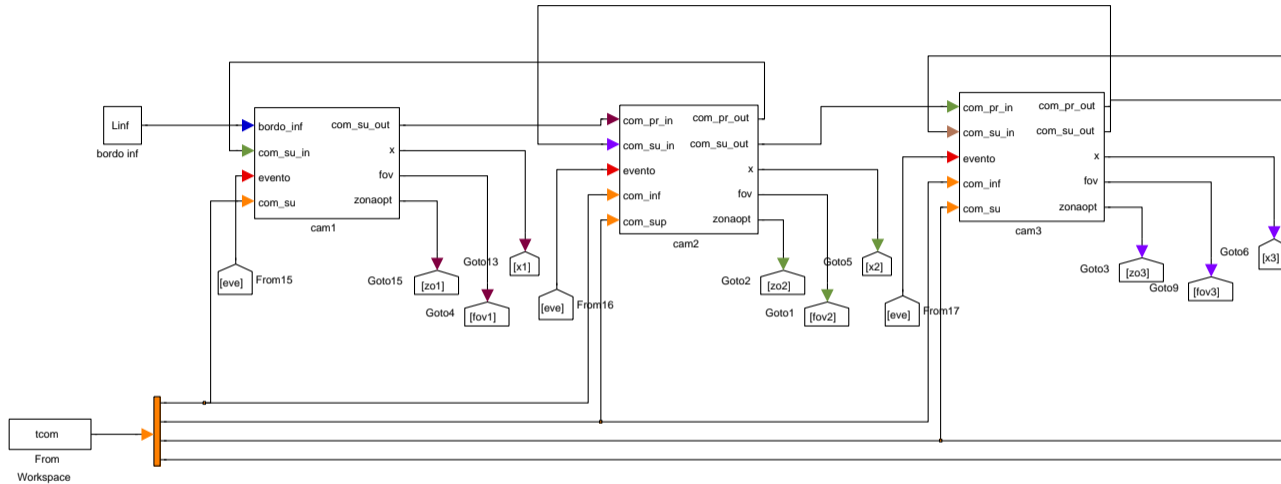 Linf
bordo inf
bordo_inf
com_su_in
evento
com_su
com_su_out
x
fov
zonaopt
cam1
com_pr_in
com_su_in
evento
com_inf
com_sup
com_pr_out
com_su_out
x
fov
zonaopt
cam2
com_pr_in
com_su_in
evento
com_inf
com_su
com_pr_out
com_su_out
x
fov
zonaopt
cam3
[eve]
From15
Goto15
[zo1]
Goto4
[fov1]
Goto13
[x1]
[eve]
From16
Goto2
[zo2]
Goto1
[fov2]
Goto5
[x2]
[eve]
From17
Goto3
[zo3]
Goto9
[fov3]
Goto6
[x3]
tcom
From
Workspace